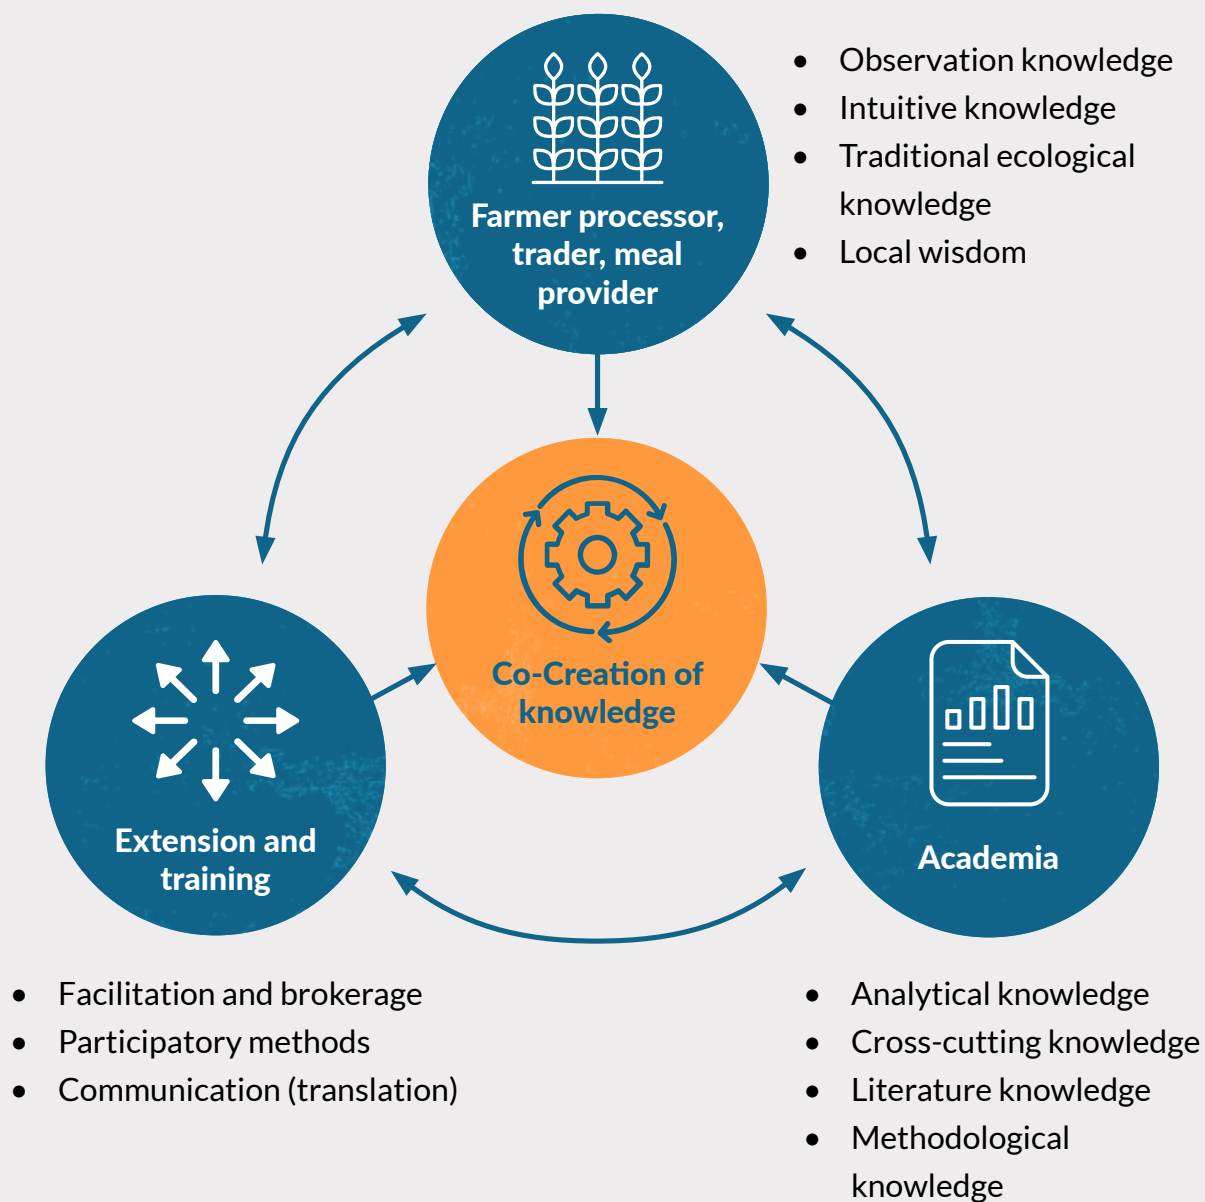 • Observation knowledge
• Intuitive knowledge
• Traditional ecological
knowledge
• Local wisdom
Farmer processor,
trader, meal
provider
Co-Creation of
knowledge
Extension and
training
Academia
• Facilitation and brokerage
• Participatory methods
• Communication (translation)
• Analytical knowledge
• Cross-cutting knowledge
• Literature knowledge
• Methodological
knowledge